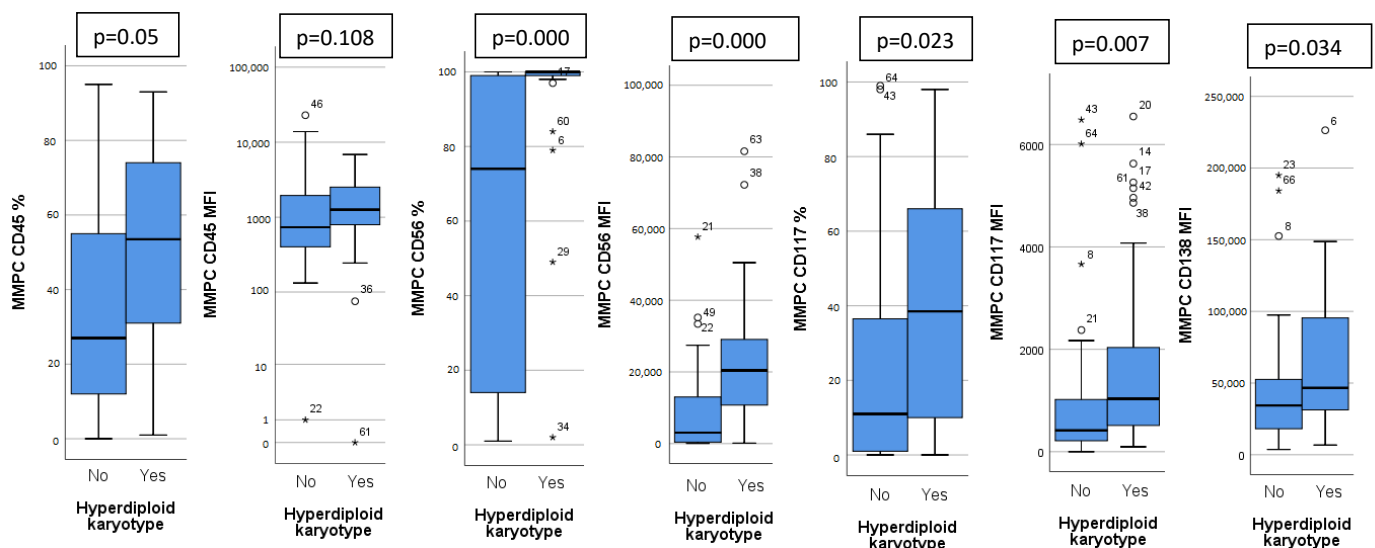 p=0.05
p=0.108
p=0.000
p=0.000
p=0.023
p=0.007
p=0.034
MMPC CD45 %
100
80
60
40
20
0
No Yes
Hyperdiploid
karyotype
MMPC CD45 MFI
100,000
10,000
1000
100
10
1
0
46
36
22
61
No Yes
Hyperdiploid
karyotype
MMPC CD56 %
100
80
60
40
20
0
17
60
6
29
34
No Yes
Hyperdiploid
karyotype
MMPC CD56 MFI
100,000
80,000
60,000
40,000
20,000
0
63
38
21
49
22
No Yes
Hyperdiploid
karyotype
MMPC CD117 %
100
80
60
40
20
0
64
43
No Yes
Hyperdiploid
karyotype
MMPC CD117 MFI
6000
4000
2000
0
43
64
8
21
20
14
17
61
42
38
No Yes
Hyperdiploid
karyotype
MMPC CD138 MFI
250,000
200,000
150,000
100,000
50,000
0
23
66
8
6
No Yes
Hyperdiploid
karyotype